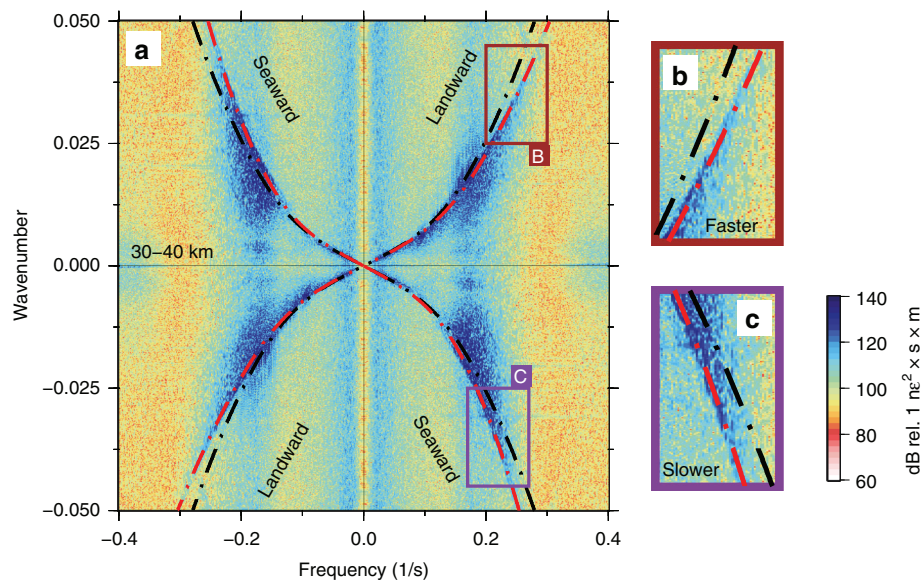 a
Seaward
Landward
B
30–40 km
C
Landward
Seaward
0.050
0.025
0.000
−0.025
−0.050
Wavenumber
−0.4 −0.2 0.0 0.2 0.4
Frequency (1/s)
b
Faster
c
Slower
140
120
100
80
60
dB rel. 1 nε² × s × m